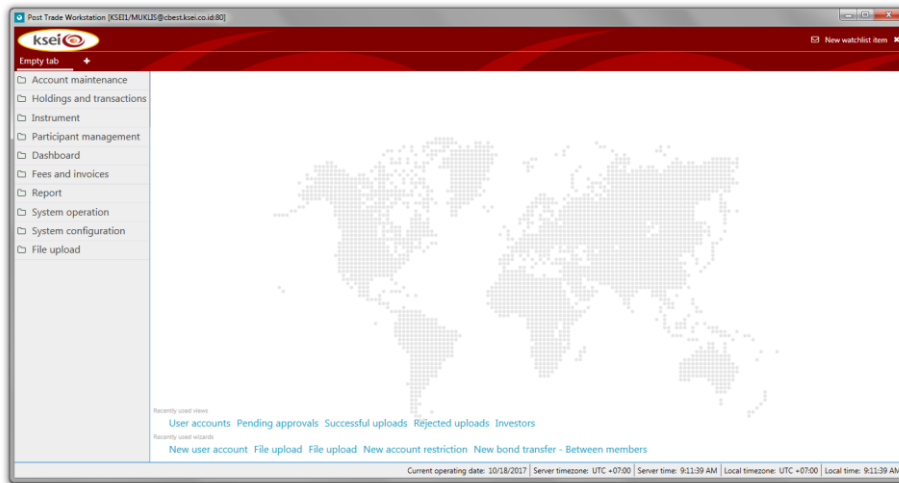 Post Trade Workstation [KSEI1/MUKLIS@cbest.ksei.co.id:80]
ksei
New watchlist item
Empty tab +
Account maintenance
Holdings and transactions
Instrument
Participant management
Dashboard
Fees and invoices
Report
System operation
System configuration
File upload
Recently used views
User accounts Pending approvals Successful uploads Rejected uploads Investors
Recently used wizards
New user account File upload File upload New account restriction New bond transfer - Between members
Current operating date: 10/18/2017 Server timezone: UTC +07:00 Server time: 9:11:39 AM Local timezone: UTC +07:00 Local time: 9:11:39 AM